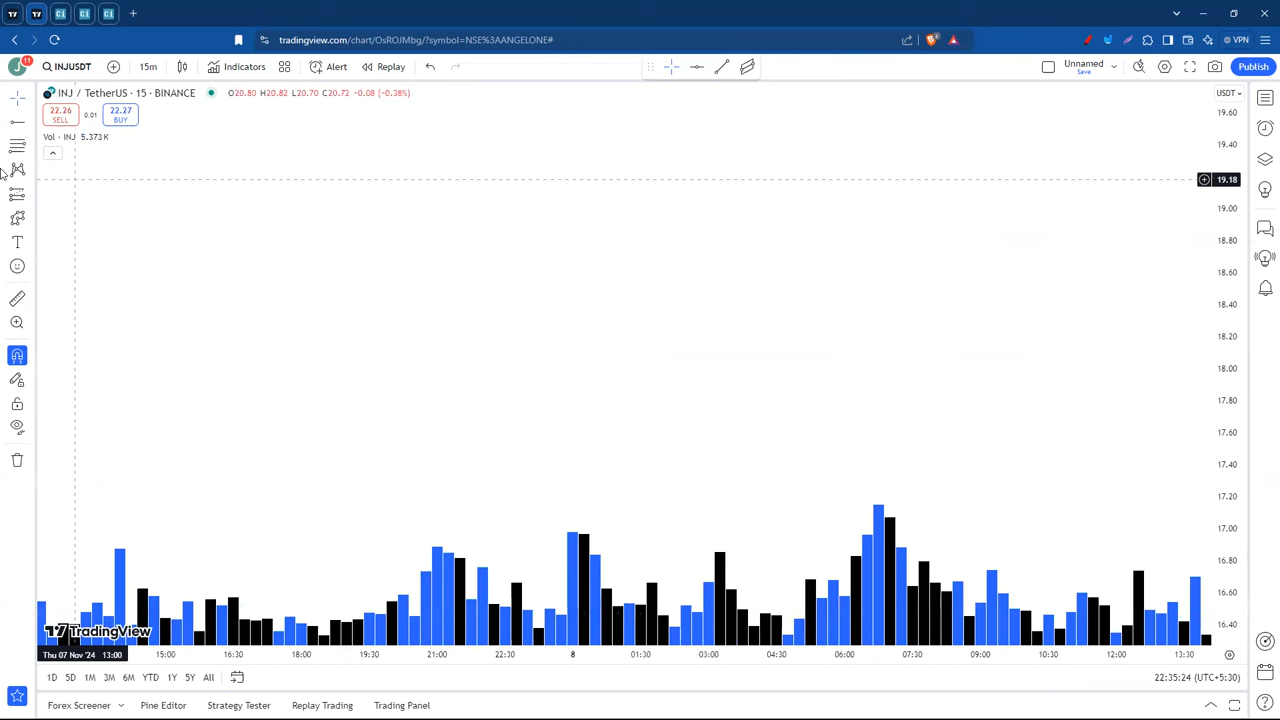 tradingview.com/chart/OsROJMbg/?symbol=NSE%3AANGELONE#
2
VPN
J
11
INJUSDT
15m
Indicators
Alert
Replay
Unnamed
Save
Publish
INJ / TetherUS · 15 · BINANCE
O20.80 H20.82 L20.70 C20.72 −0.08 (−0.38%)
USDT
22.26
SELL
0.01
22.27
BUY
Vol · INJ 5.373 K
19.60
19.40
19.18
19.00
18.80
18.60
18.40
18.20
18.00
17.80
17.60
17.40
17.20
17.00
16.80
16.60
16.40
TradingView
Thu 07 Nov '24 13:00
15:00
16:30
18:00
19:30
21:00
22:30
8
01:30
03:00
04:30
06:00
07:30
09:00
10:30
12:00
13:30
1D 5D 1M 3M 6M YTD 1Y 5Y All
22:35:24 (UTC+5:30)
Forex Screener
Pine Editor
Strategy Tester
Replay Trading
Trading Panel